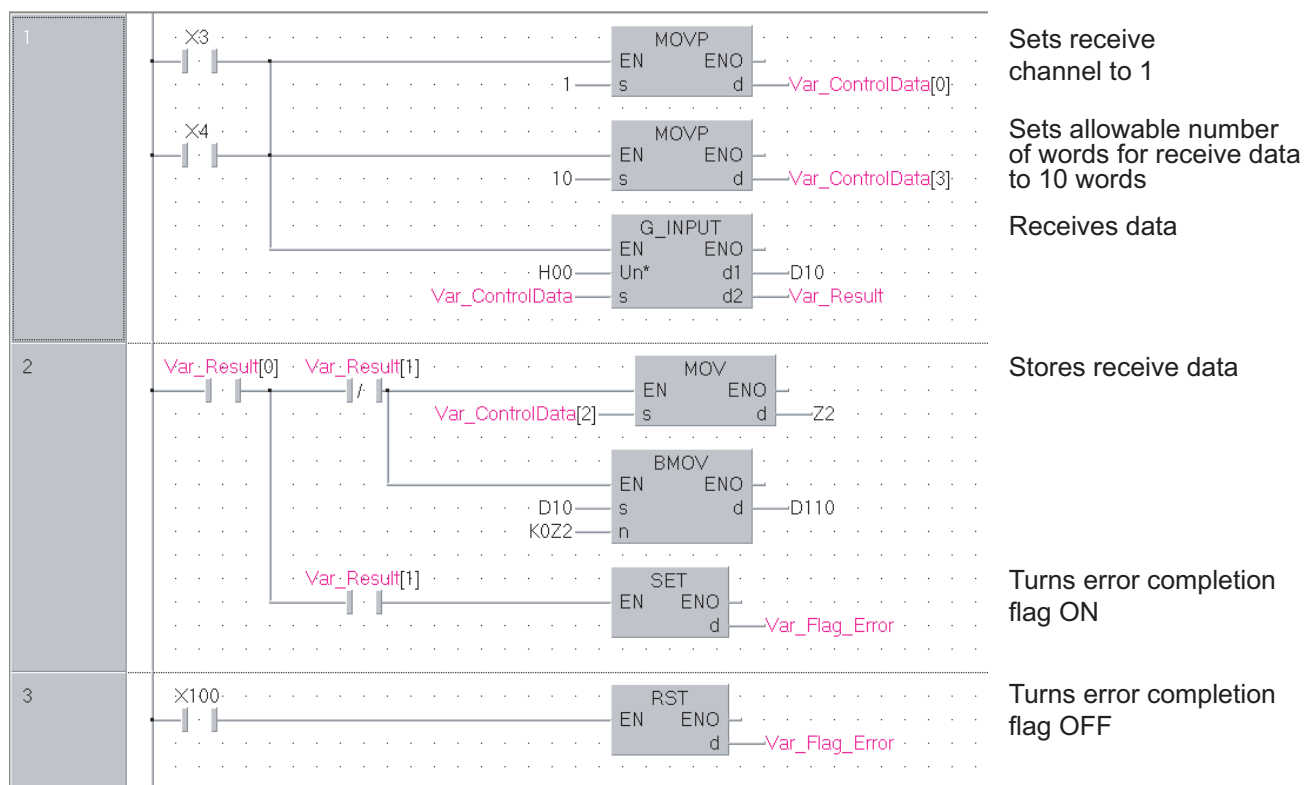 1
X3
MOVP
Sets receive
EN ENO
channel to 1
1 s d Var_ControlData[0]
X4
MOVP
Sets allowable number
EN ENO
of words for receive data
10 s d Var_ControlData[3]
to 10 words
G_INPUT
Receives data
EN ENO
H00 Un* d1 D10
Var_ControlData s d2 Var_Result
2
Var_Result[0] Var_Result[1]
MOV
Stores receive data
EN ENO
Var_ControlData[2] s d Z2
BMOV
EN ENO
D10 s d D110
K0Z2 n
Var_Result[1]
SET
Turns error completion
EN ENO
flag ON
d Var_Flag_Error
3
X100
RST
Turns error completion
EN ENO
flag OFF
d Var_Flag_Error